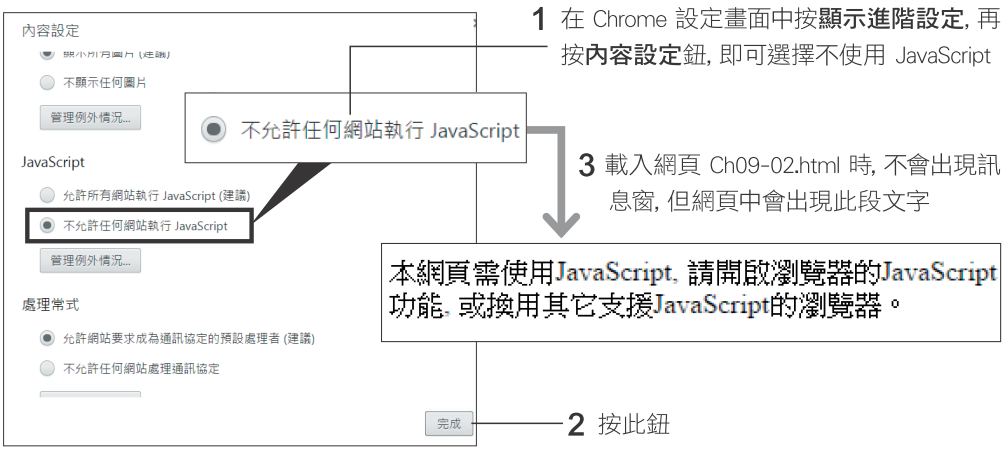 內容設定
顯示所有圖片 (建議)
不顯示任何圖片
管理例外情況...
JavaScript
允許所有網站執行 JavaScript (建議)
不允許任何網站執行 JavaScript
管理例外情況...
處理常式
允許網站要求成為通訊協定的預設處理者 (建議)
不允許任何網站處理通訊協定
完成
1 在 Chrome 設定畫面中按顯示進階設定, 再
按內容設定鈕, 即可選擇不使用 JavaScript
不允許任何網站執行 JavaScript
3 載入網頁 Ch09-02.html 時, 不會出現訊
息窗, 但網頁中會出現此段文字
本網頁需使用JavaScript, 請開啟瀏覽器的JavaScript
功能, 或換用其它支援JavaScript的瀏覽器。
2 按此鈕